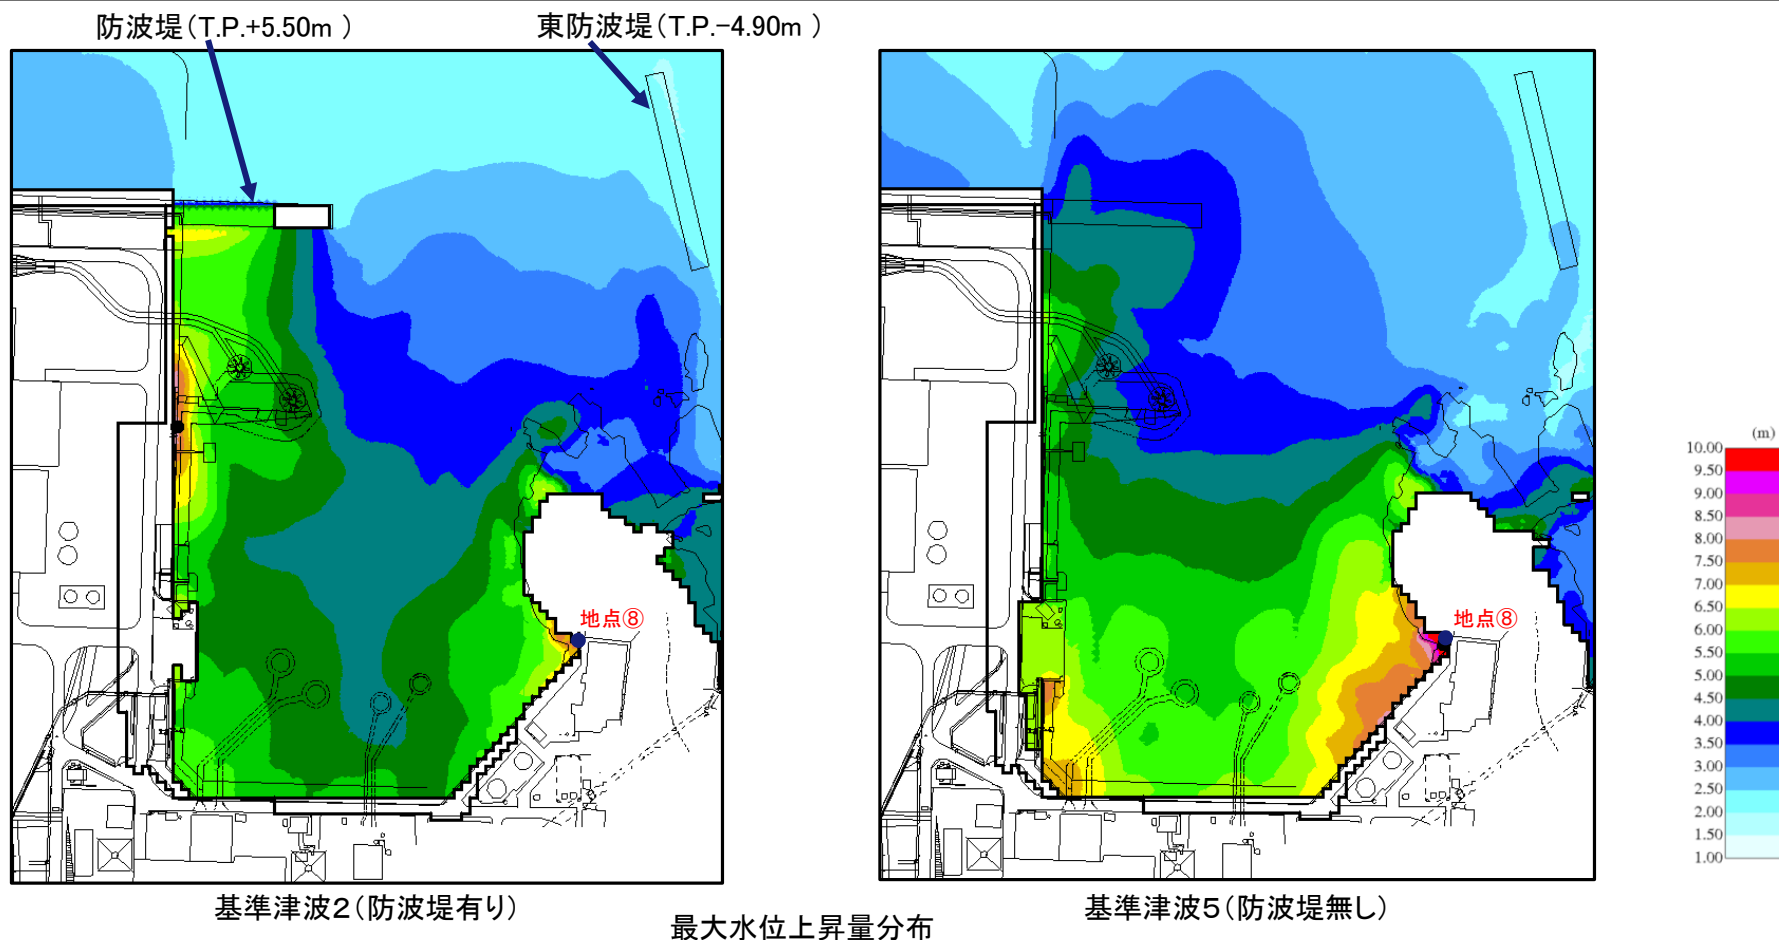 防波堤(T.P.+5.50m )
東防波堤(T.P.-4.90m )
地点⑧
地点⑧
(m)
10.00
9.50
9.00
8.50
8.00
7.50
7.00
6.50
6.00
5.50
5.00
4.50
4.00
3.50
3.00
2.50
2.00
1.50
1.00
基準津波2(防波堤有り)
基準津波5(防波堤無し)
最大水位上昇量分布